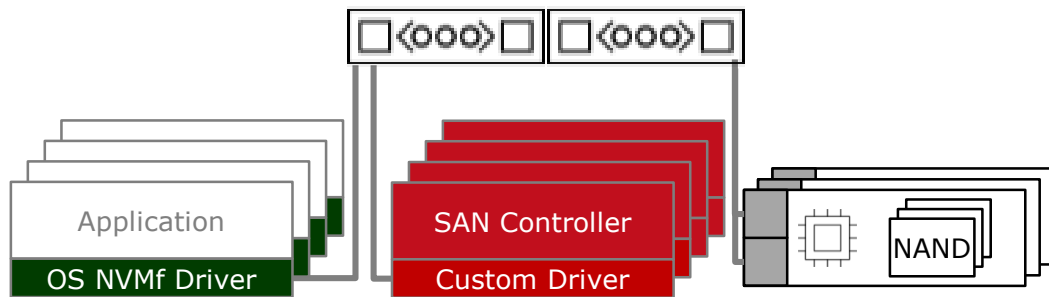 Application
OS NVMf Driver
SAN Controller
Custom Driver
NAND